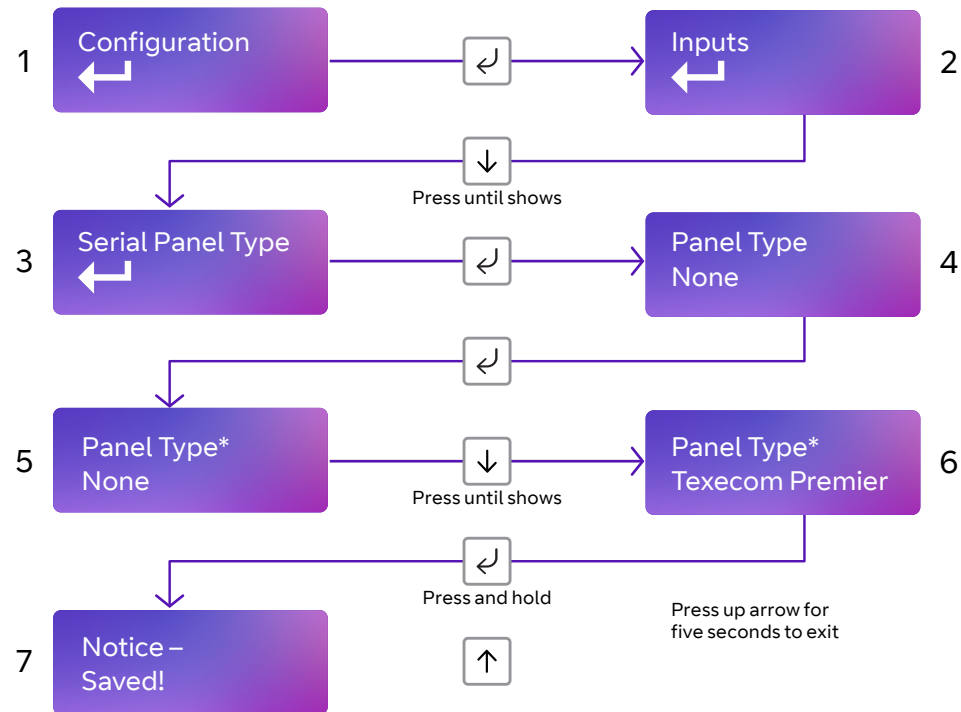 1
Configuration
Inputs
2
Press until shows
3
Serial Panel Type
Panel Type
None
4
5
Panel Type*
None
Press until shows
Panel Type*
Texecom Premier
6
Press and hold
7
Notice –
Saved!
Press up arrow for
five seconds to exit